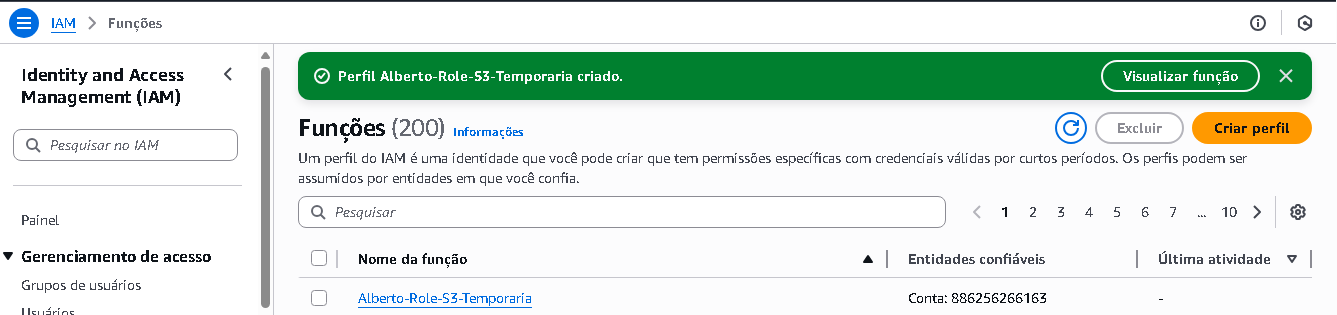 IAM > Funções
Identity and Access
Management (IAM)
Pesquisar no IAM
Painel
Gerenciamento de acesso
Grupos de usuários
Usuários
Perfil Alberto-Role-S3-Temporaria criado.
Visualizar função
Funções (200) Informações
Excluir
Criar perfil
Um perfil do IAM é uma identidade que você pode criar que tem permissões específicas com credenciais válidas por curtos períodos. Os perfis podem ser
assumidos por entidades em que você confia.
Pesquisar
1 2 3 4 5 6 7 ... 10
Nome da função Entidades confiáveis Última atividade
Alberto-Role-S3-Temporaria Conta: 886256266163 -